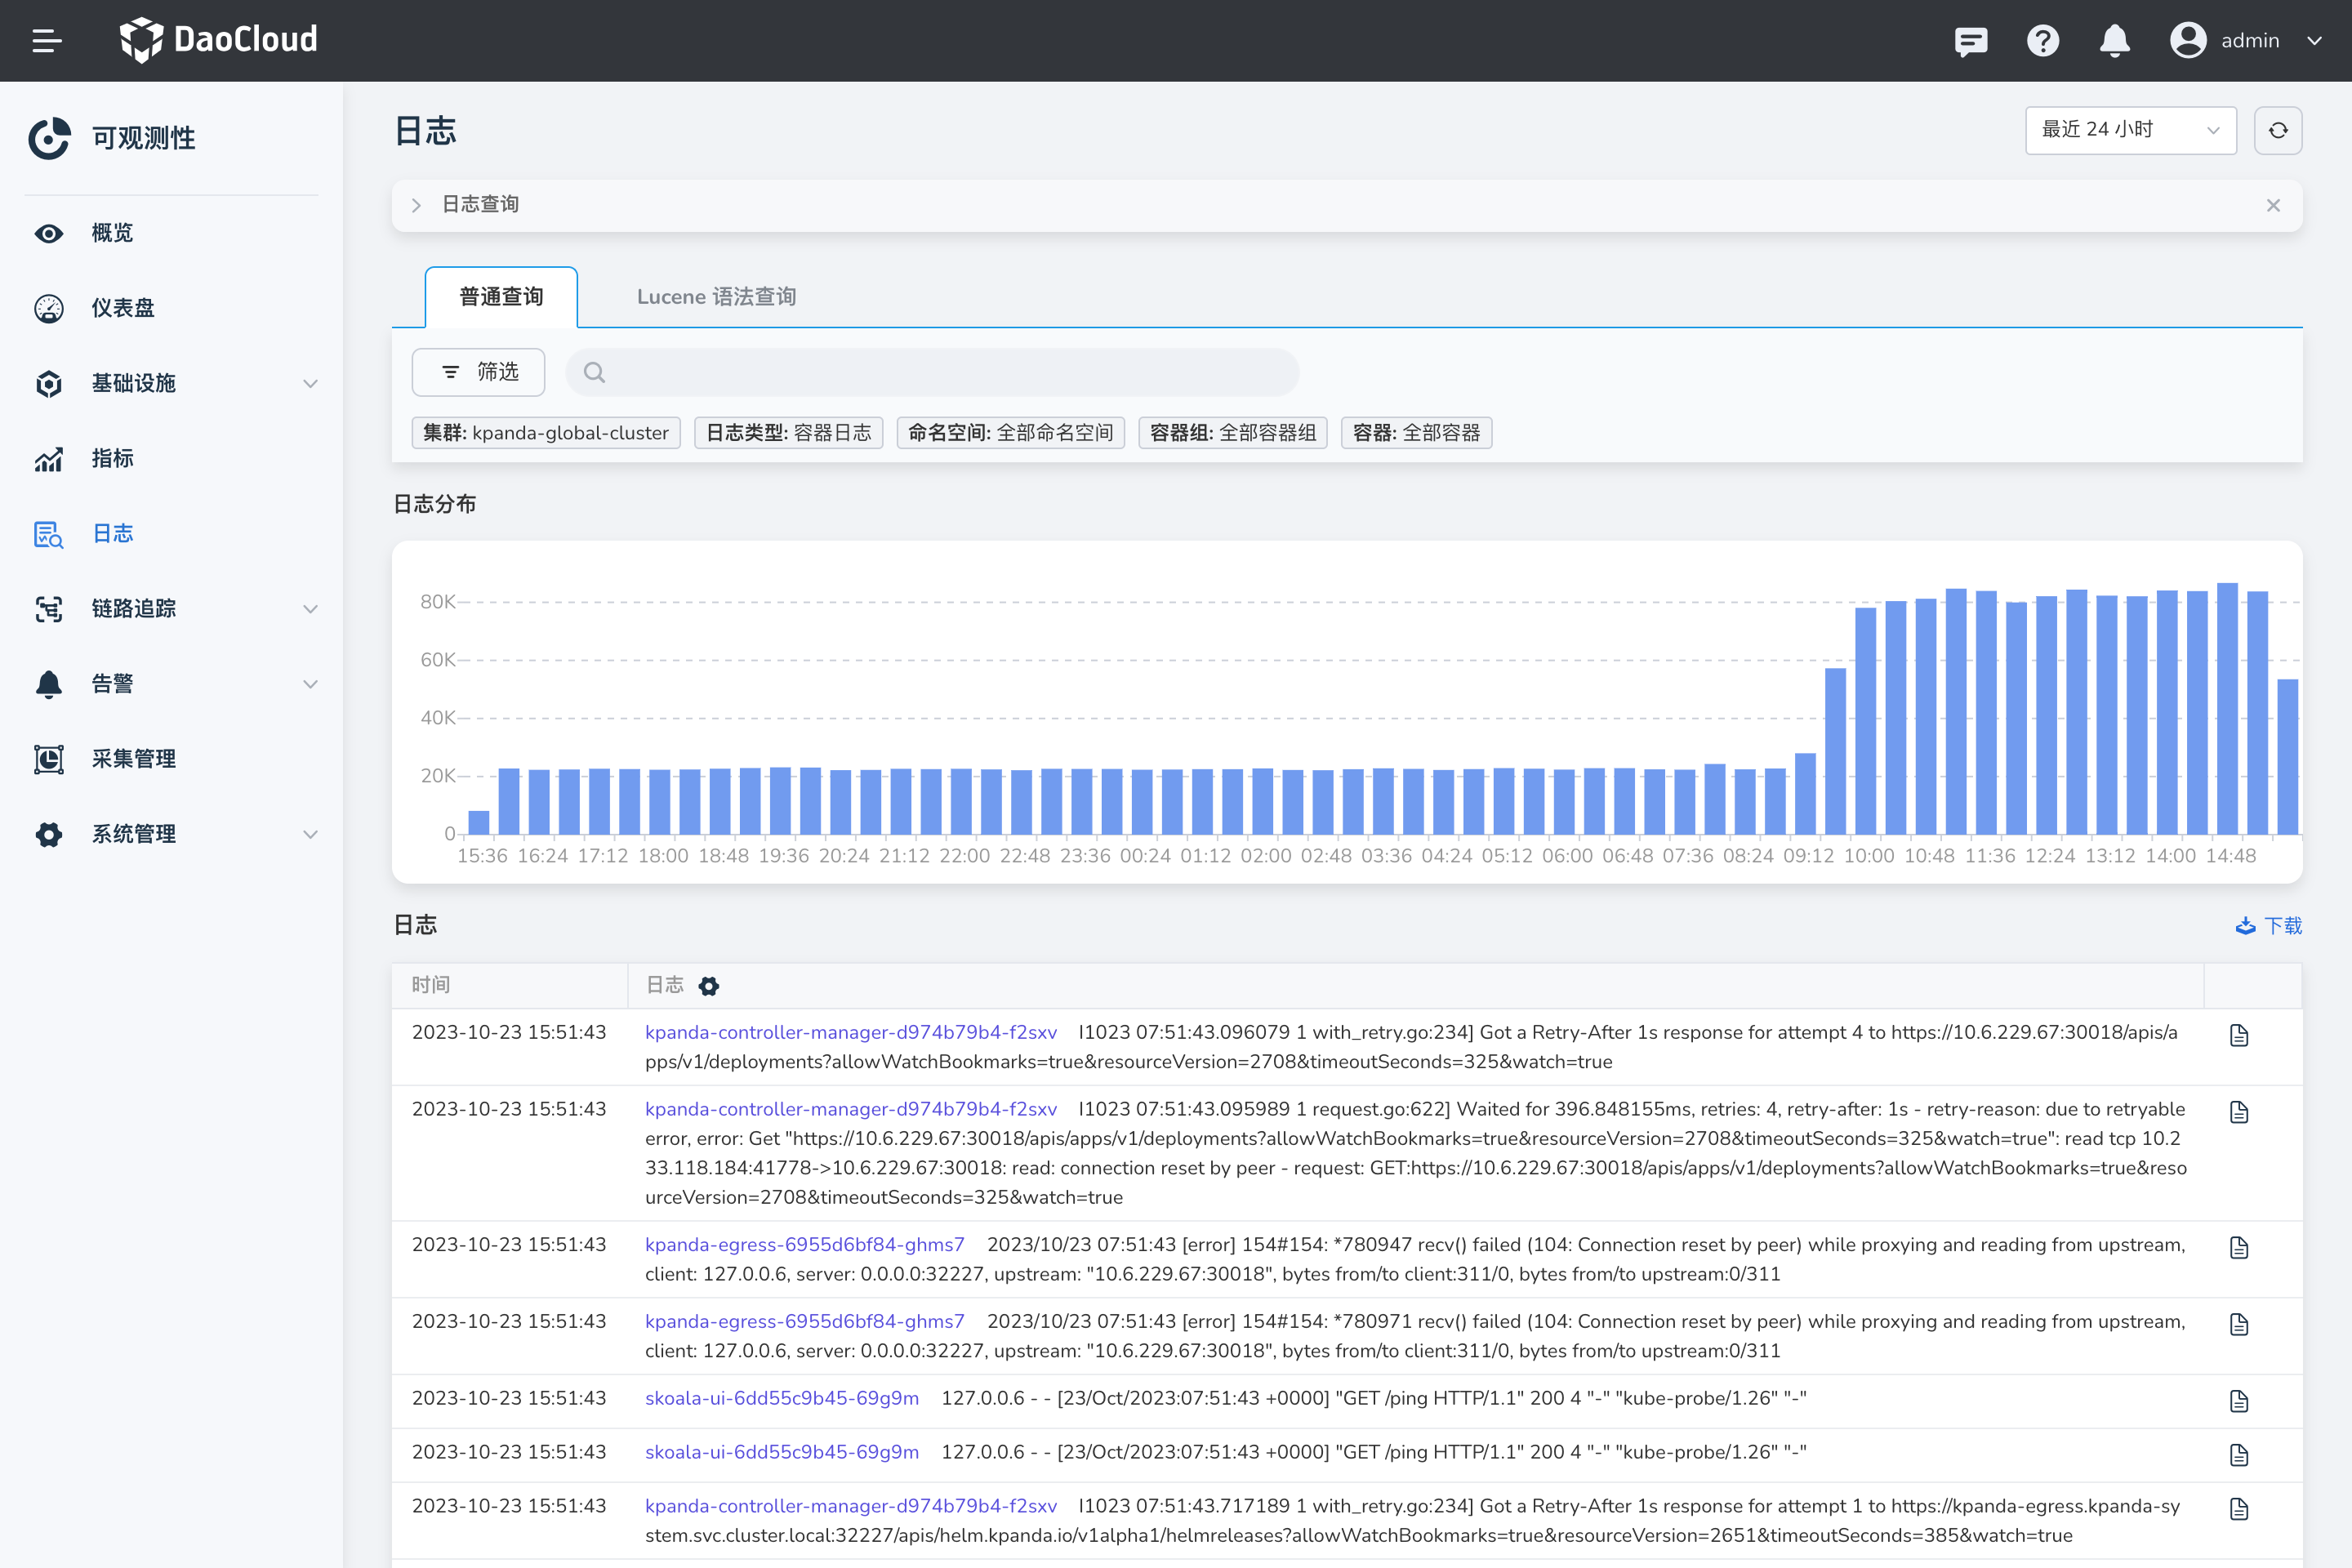 DaoCloud
admin
可观测性
概览
仪表盘
基础设施
指标
日志
链路追踪
告警
采集管理
系统管理
日志
最近 24 小时
日志查询
普通查询
Lucene 语法查询
筛选
集群: kpanda-global-cluster
日志类型: 容器日志
命名空间: 全部命名空间
容器组: 全部容器组
容器: 全部容器
日志分布
80K
60K
40K
20K
0
15:36 16:24 17:12 18:00 18:48 19:36 20:24 21:12 22:00 22:48 23:36 00:24 01:12 02:00 02:48 03:36 04:24 05:12 06:00 06:48 07:36 08:24 09:12 10:00 10:48 11:36 12:24 13:12 14:00 14:48
日志
下载
时间 日志
2023-10-23 15:51:43 kpanda-controller-manager-d974b79b4-f2sxv I1023 07:51:43.096079 1 with_retry.go:234] Got a Retry-After 1s response for attempt 4 to https://10.6.229.67:30018/apis/a
pps/v1/deployments?allowWatchBookmarks=true&resourceVersion=2708&timeoutSeconds=325&watch=true
2023-10-23 15:51:43 kpanda-controller-manager-d974b79b4-f2sxv I1023 07:51:43.095989 1 request.go:622] Waited for 396.848155ms, retries: 4, retry-after: 1s - retry-reason: due to retryable
error, error: Get "https://10.6.229.67:30018/apis/apps/v1/deployments?allowWatchBookmarks=true&resourceVersion=2708&timeoutSeconds=325&watch=true": read tcp 10.2
33.118.184:41778->10.6.229.67:30018: read: connection reset by peer - request: GET:https://10.6.229.67:30018/apis/apps/v1/deployments?allowWatchBookmarks=true&reso
urceVersion=2708&timeoutSeconds=325&watch=true
2023-10-23 15:51:43 kpanda-egress-6955d6bf84-ghms7 2023/10/23 07:51:43 [error] 154#154: *780947 recv() failed (104: Connection reset by peer) while proxying and reading from upstream,
client: 127.0.0.6, server: 0.0.0.0:32227, upstream: "10.6.229.67:30018", bytes from/to client:311/0, bytes from/to upstream:0/311
2023-10-23 15:51:43 kpanda-egress-6955d6bf84-ghms7 2023/10/23 07:51:43 [error] 154#154: *780971 recv() failed (104: Connection reset by peer) while proxying and reading from upstream,
client: 127.0.0.6, server: 0.0.0.0:32227, upstream: "10.6.229.67:30018", bytes from/to client:311/0, bytes from/to upstream:0/311
2023-10-23 15:51:43 skoala-ui-6dd55c9b45-69g9m 127.0.0.6 - - [23/Oct/2023:07:51:43 +0000] "GET /ping HTTP/1.1" 200 4 "-" "kube-probe/1.26" "-"
2023-10-23 15:51:43 skoala-ui-6dd55c9b45-69g9m 127.0.0.6 - - [23/Oct/2023:07:51:43 +0000] "GET /ping HTTP/1.1" 200 4 "-" "kube-probe/1.26" "-"
2023-10-23 15:51:43 kpanda-controller-manager-d974b79b4-f2sxv I1023 07:51:43.717189 1 with_retry.go:234] Got a Retry-After 1s response for attempt 1 to https://kpanda-egress.kpanda-sy
stem.svc.cluster.local:32227/apis/helm.kpanda.io/v1alpha1/helmreleases?allowWatchBookmarks=true&resourceVersion=2651&timeoutSeconds=385&watch=true